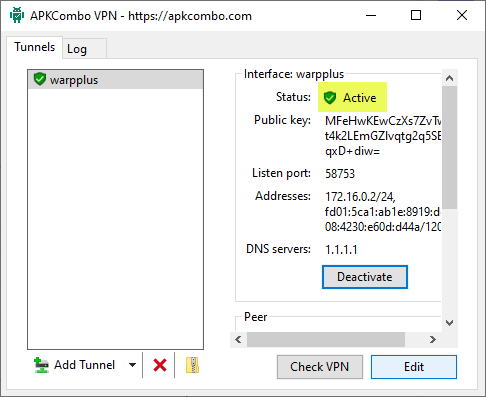 APKCombo VPN - https://apkcombo.com
Tunnels Log
warpplus
Interface: warpplus
Status: Active
Public key: MFeHwKEwCzXs7ZvTw
t4k2LEmGZIvqtg2q5SE
qxD+diw=
Listen port: 58753
Addresses: 172.16.0.2/24,
fd01:5ca1:ab1e:8919:d
08:4230:e60d:d44a/120
DNS servers: 1.1.1.1
Deactivate
Peer
Add Tunnel
Check VPN
Edit